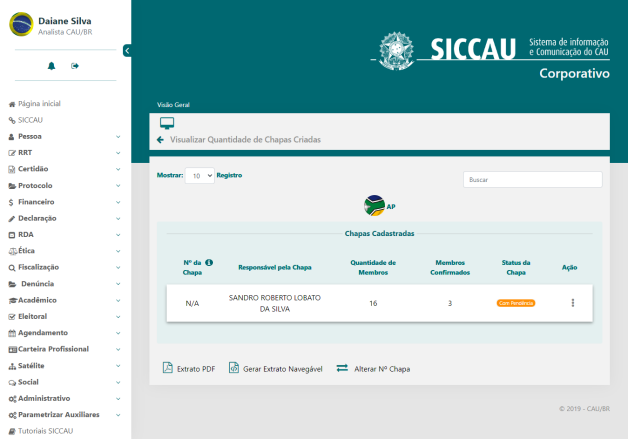 Daiane Silva
Analista CAU/BR
Página inicial
SICCAU
Pessoa
RRT
Certidão
Protocolo
Financeiro
Declaração
RDA
Ética
Fiscalização
Denúncia
Acadêmico
Eleitoral
Agendamento
Carteira Profissional
Satélite
Social
Administrativo
Parametrizar Auxiliares
Tutoriais SICCAU
SICCAU Sistema de informação
e Comunicação do CAU
Corporativo
Visão Geral
Visualizar Quantidade de Chapas Criadas
Mostrar: 10 Registro
Buscar
AP
Chapas Cadastradas
Nº da Chapa Responsável pela Chapa Quantidade de Membros Membros Confirmados Status da Chapa Ação
N/A SANDRO ROBERTO LOBATO DA SILVA 16 3 Com Pendência
Extrato PDF Gerar Extrato Navegável Alterar Nº Chapa
© 2019 - CAU/BR